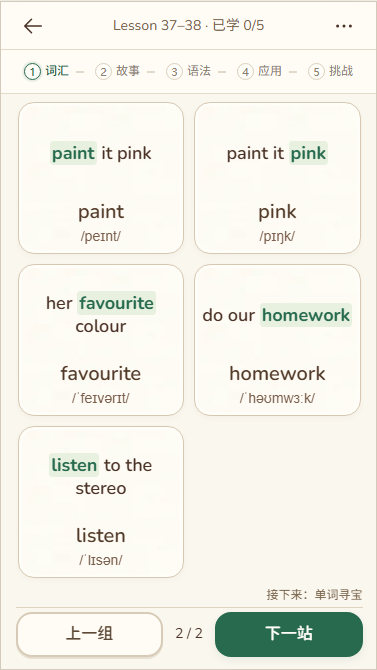 Lesson 37–38 · 已学 0/5
1 词汇 – 2 故事 – 3 语法 – 4 应用 – 5 挑战
paint it pink
paint
/peɪnt/
paint it pink
pink
/pɪŋk/
her favourite
colour
favourite
/ˈfeɪvərɪt/
do our homework
homework
/ˈhəʊmwɜːk/
listen to the
stereo
listen
/ˈlɪsən/
接下来：单词寻宝
上一组
2 / 2
下一站